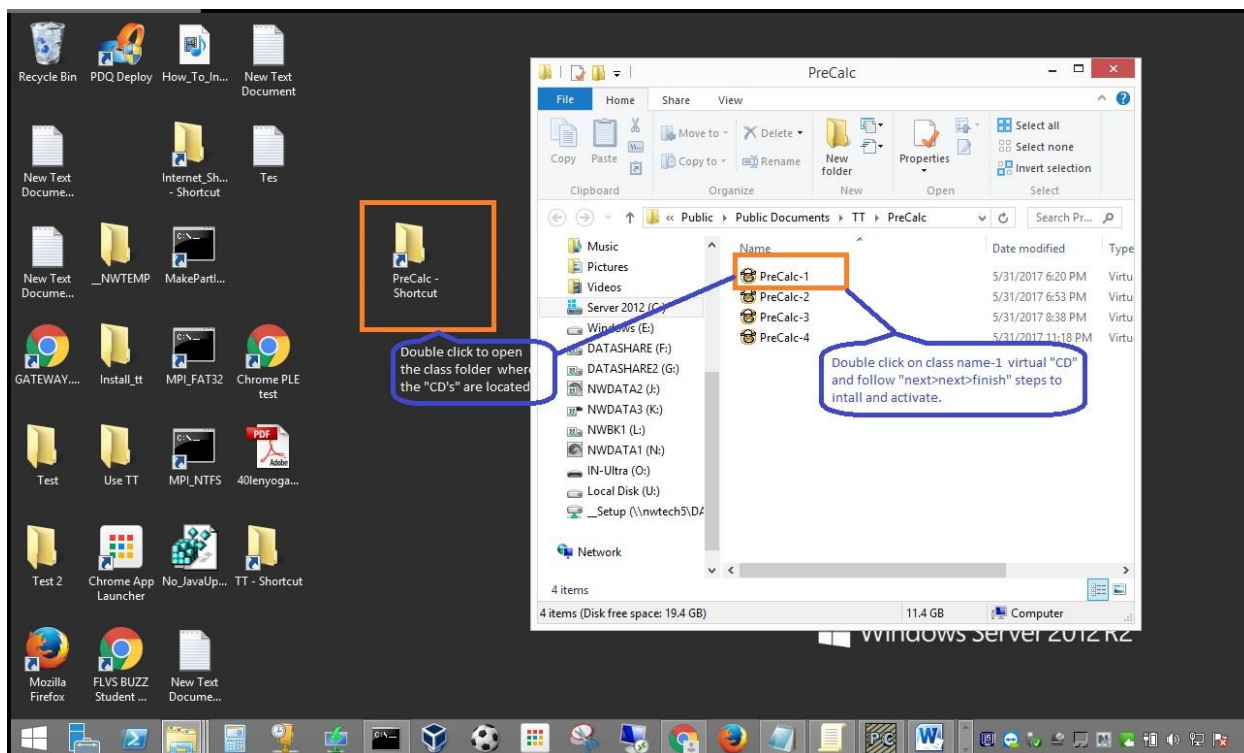 Recycle Bin
PDQ Deploy
How_To_In...
New Text
Document
New Text
Docume...
Internet_Sh...
- Shortcut
Tes
New Text
Docume...
__NWTEMP
MakePartI...
GATEWAY....
Install_tt
MPI_FAT32
Chrome PLE
test
Test
Use TT
MPI_NTFS
PDF
Adobe
40lenyoga...
Test 2
Chrome App
Launcher
No_JavaUp...
TT - Shortcut
Mozilla
Firefox
FLVS BUZZ
Student ...
New Text
Docume...
PreCalc -
Shortcut
Double click to open
the class folder where
the "CD's" are located
PreCalc
File Home Share View
Copy
Paste
Move to
Copy to
Delete
Rename
New
folder
Properties
Select all
Select none
Invert selection
Clipboard Organize New Open Select
« Public Public Documents TT PreCalc
Search Pr...
Music
Pictures
Videos
Server 2012 (C:)
Windows (E:)
DATASHARE (F:)
DATASHARE2 (G:)
NWDATA2 (J:)
NWDATA3 (K:)
NWBK1 (L:)
NWDATA1 (N:)
IN-Ultra (O:)
Local Disk (U:)
__Setup (\\nwtech5\DA
Network
Name Date modified Type
PreCalc-1 5/31/2017 6:20 PM Virtu
PreCalc-2 5/31/2017 6:53 PM Virtu
PreCalc-3 5/31/2017 8:38 PM Virtu
PreCalc-4 5/31/2017 11:18 PM Virtu
Double click on class name-1 virtual "CD"
and follow "next>next>finish" steps to
intall and activate.
4 items
4 items (Disk free space: 19.4 GB) 11.4 GB Computer
Windows Server 2012 R2